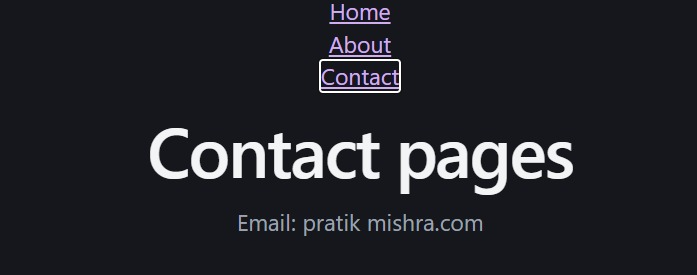 Home
About
Contact
Contact pages
Email: pratik mishra.com